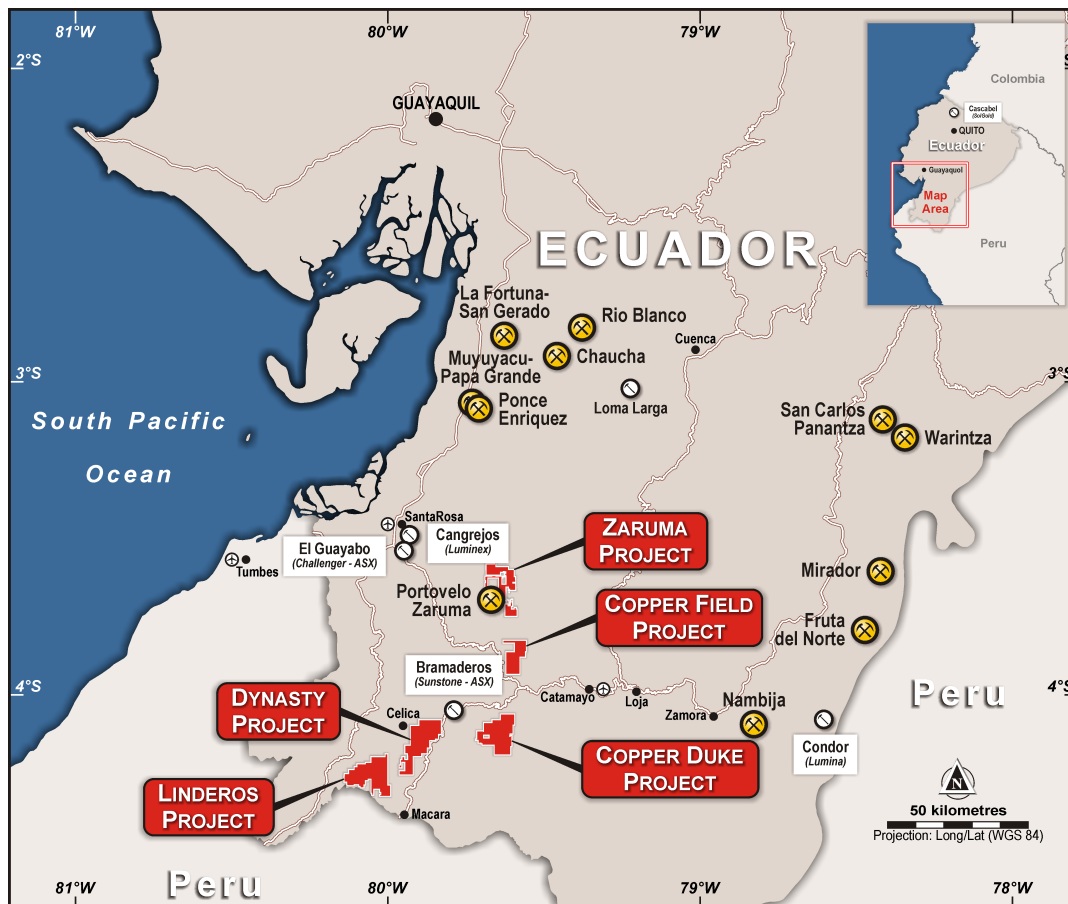 81°W
80°W
79°W
2°S
S
GUAYAQUIL
Colombia
Cascabel
(SolGold)
QUITO
Ecuador
Guayaquol
Map
Area
Peru
ECUADOR
La Fortuna-
San Gerado
Rio Blanco
Cuenca
Muyuyacu-
Papa Grande
Chaucha
3°S
3°S
Ponce
Enriquez
Loma Larga
San Carlos
Panantza
Warintza
South Pacific
Ocean
SantaRosa
Cangrejos
(Luminex)
El Guayabo
(Challenger - ASX)
Tumbes
ZARUMA
PROJECT
Mirador
Portovelo
Zaruma
COPPER FIELD
PROJECT
Fruta
del Norte
Bramaderos
(Sunstone - ASX)
4°S
4°S
DYNASTY
PROJECT
Celica
Catamayo
Loja
Zamora
Nambija
Peru
Condor
(Lumina)
COPPER DUKE
PROJECT
LINDEROS
PROJECT
Macara
N
50 kilometres
Projection: Long/Lat (WGS 84)
Peru
81°W
80°W
79°W
78°W